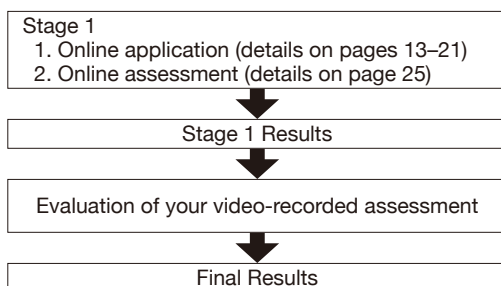 Stage 1
1. Online application (details on pages 13–21)
2. Online assessment (details on page 25)
Stage 1 Results
Evaluation of your video-recorded assessment
Final Results